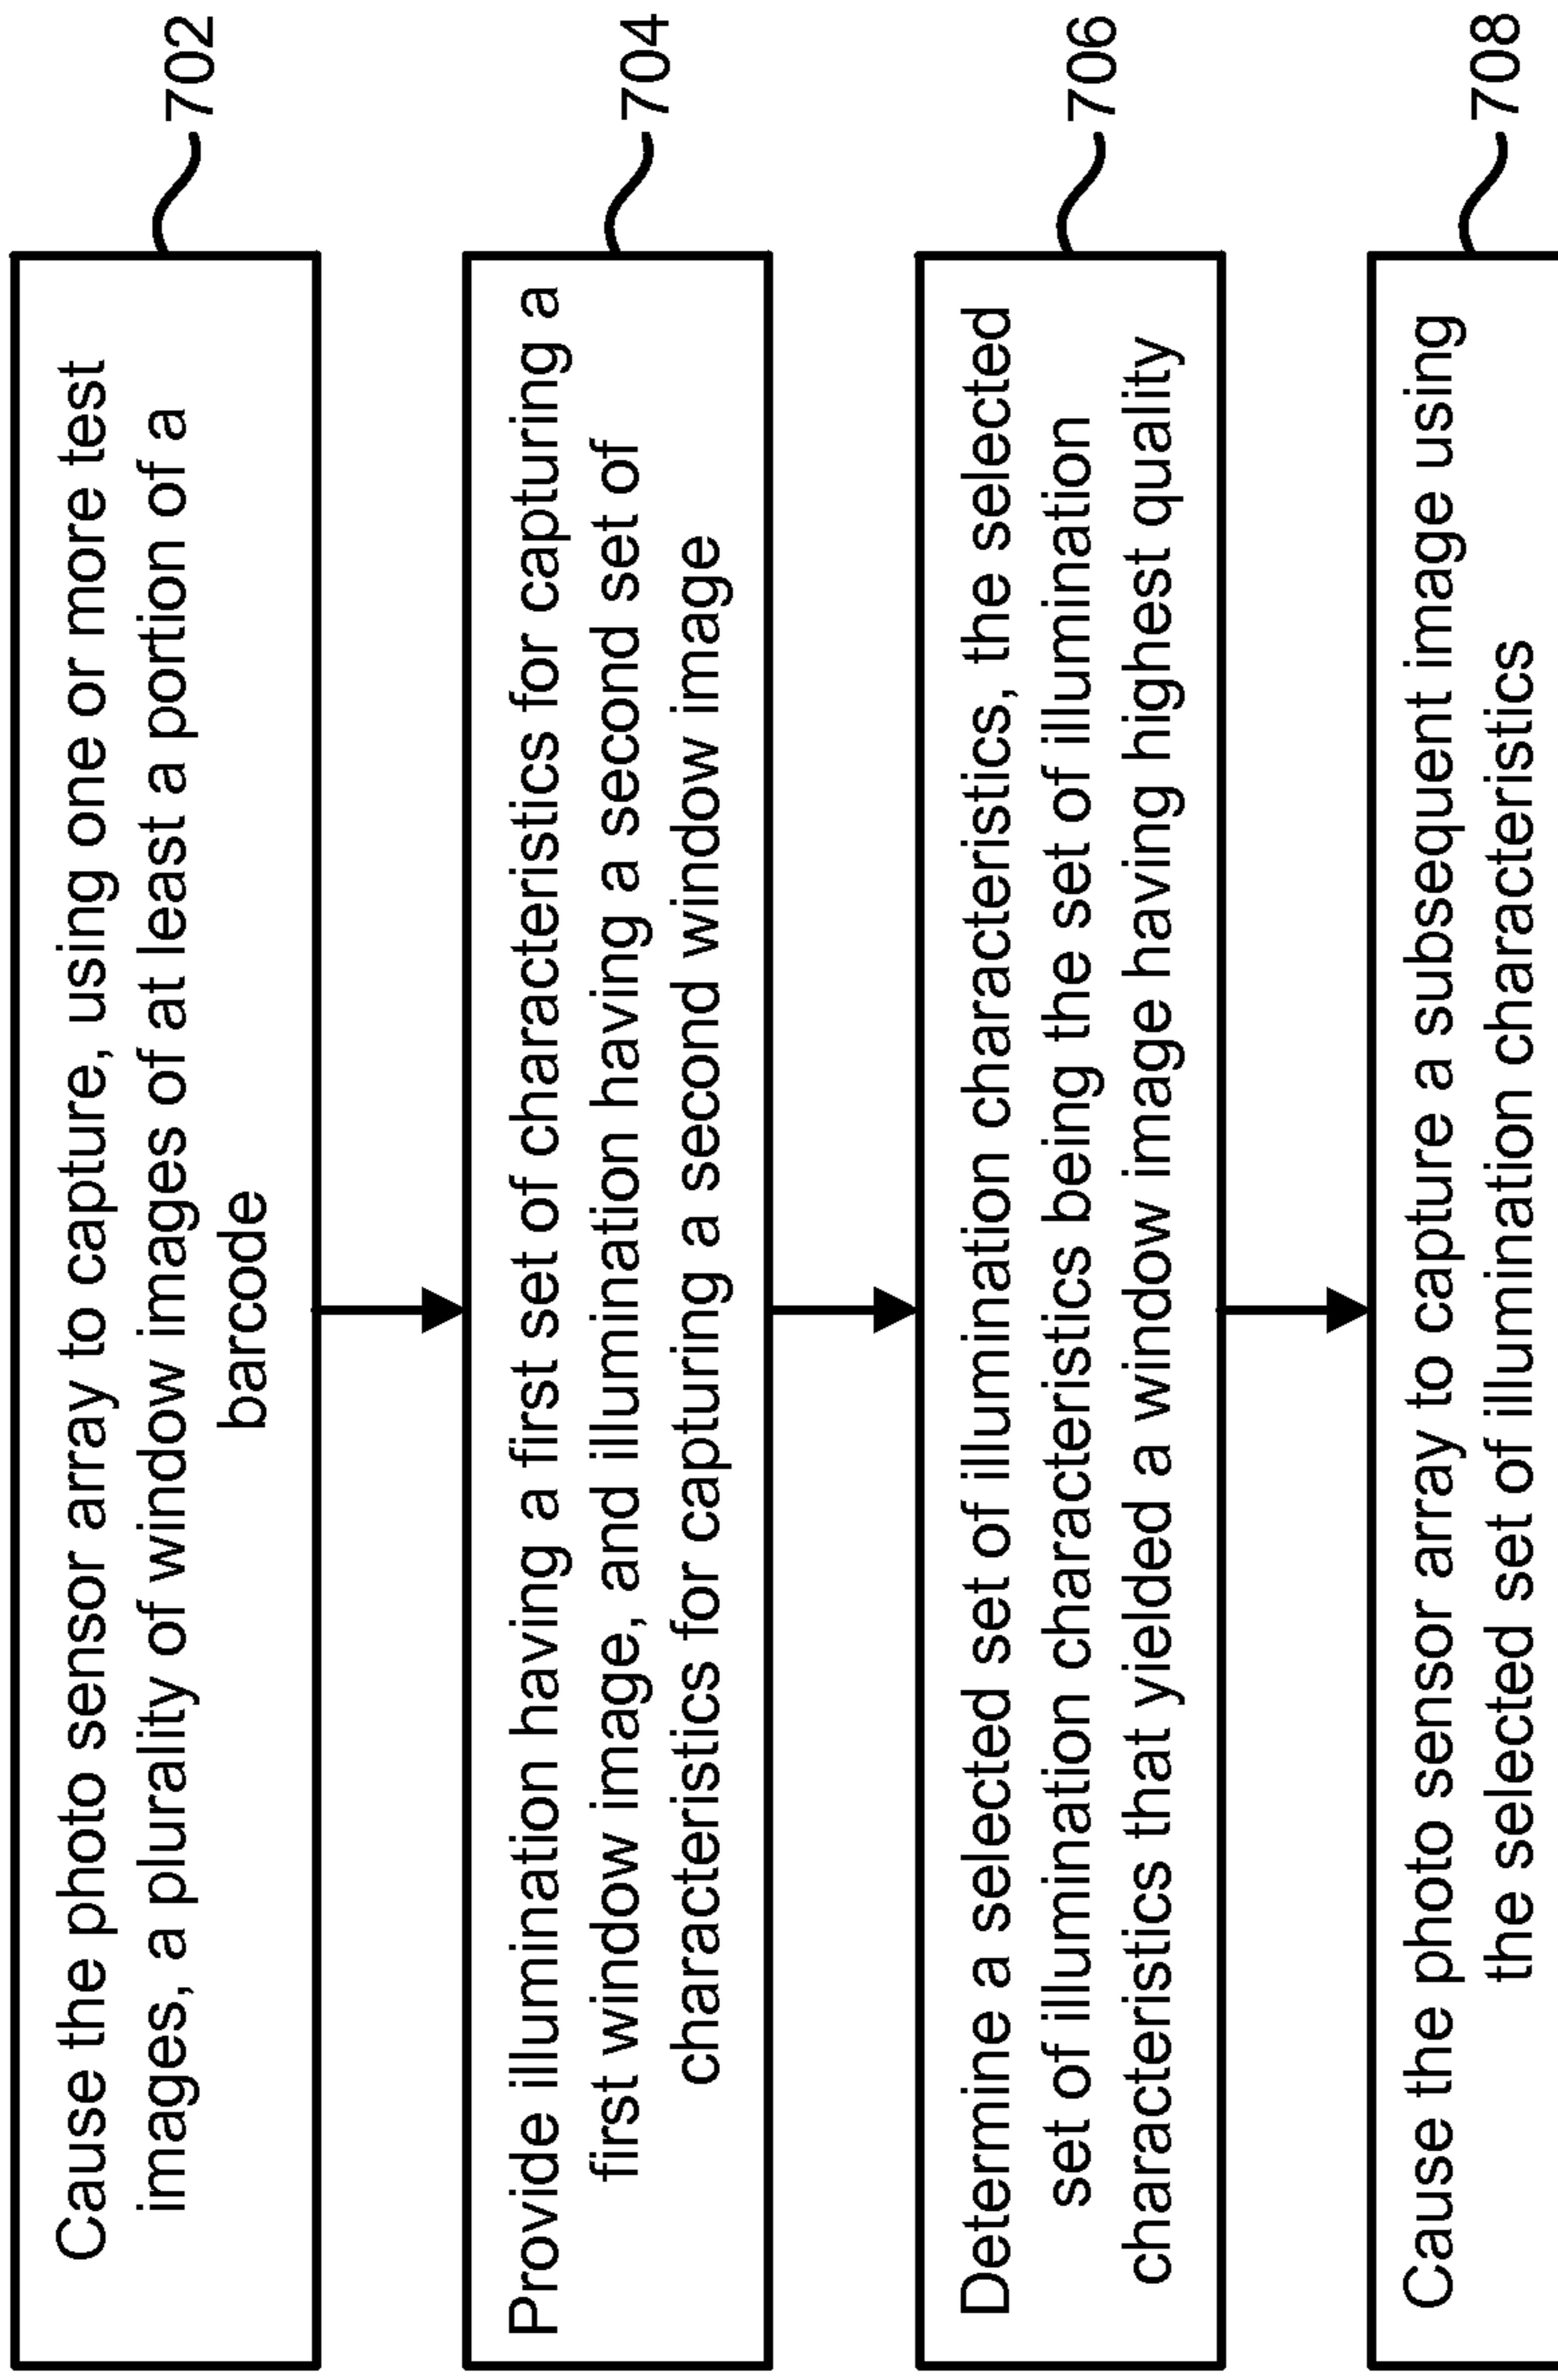 Cause the photo sensor array to capture, using one or more test
images, a plurality of window images of at least a portion of a
barcode
702
Provide illumination having a first set of characteristics for capturing a
first window image, and illumination having a second set of
characteristics for capturing a second window image
704
Determine a selected set of illumination characteristics, the selected
set of illumination characteristics being the set of illumination
characteristics that yielded a window image having highest quality
706
Cause the photo sensor array to capture a subsequent image using
the selected set of illumination characteristics
708